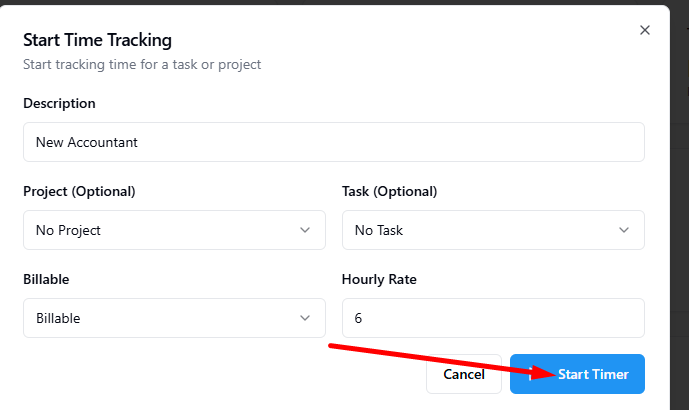 Start Time Tracking
Start tracking time for a task or project
Description
New Accountant
Project (Optional) Task (Optional)
No Project No Task
Billable Hourly Rate
Billable 6
Cancel Start Timer